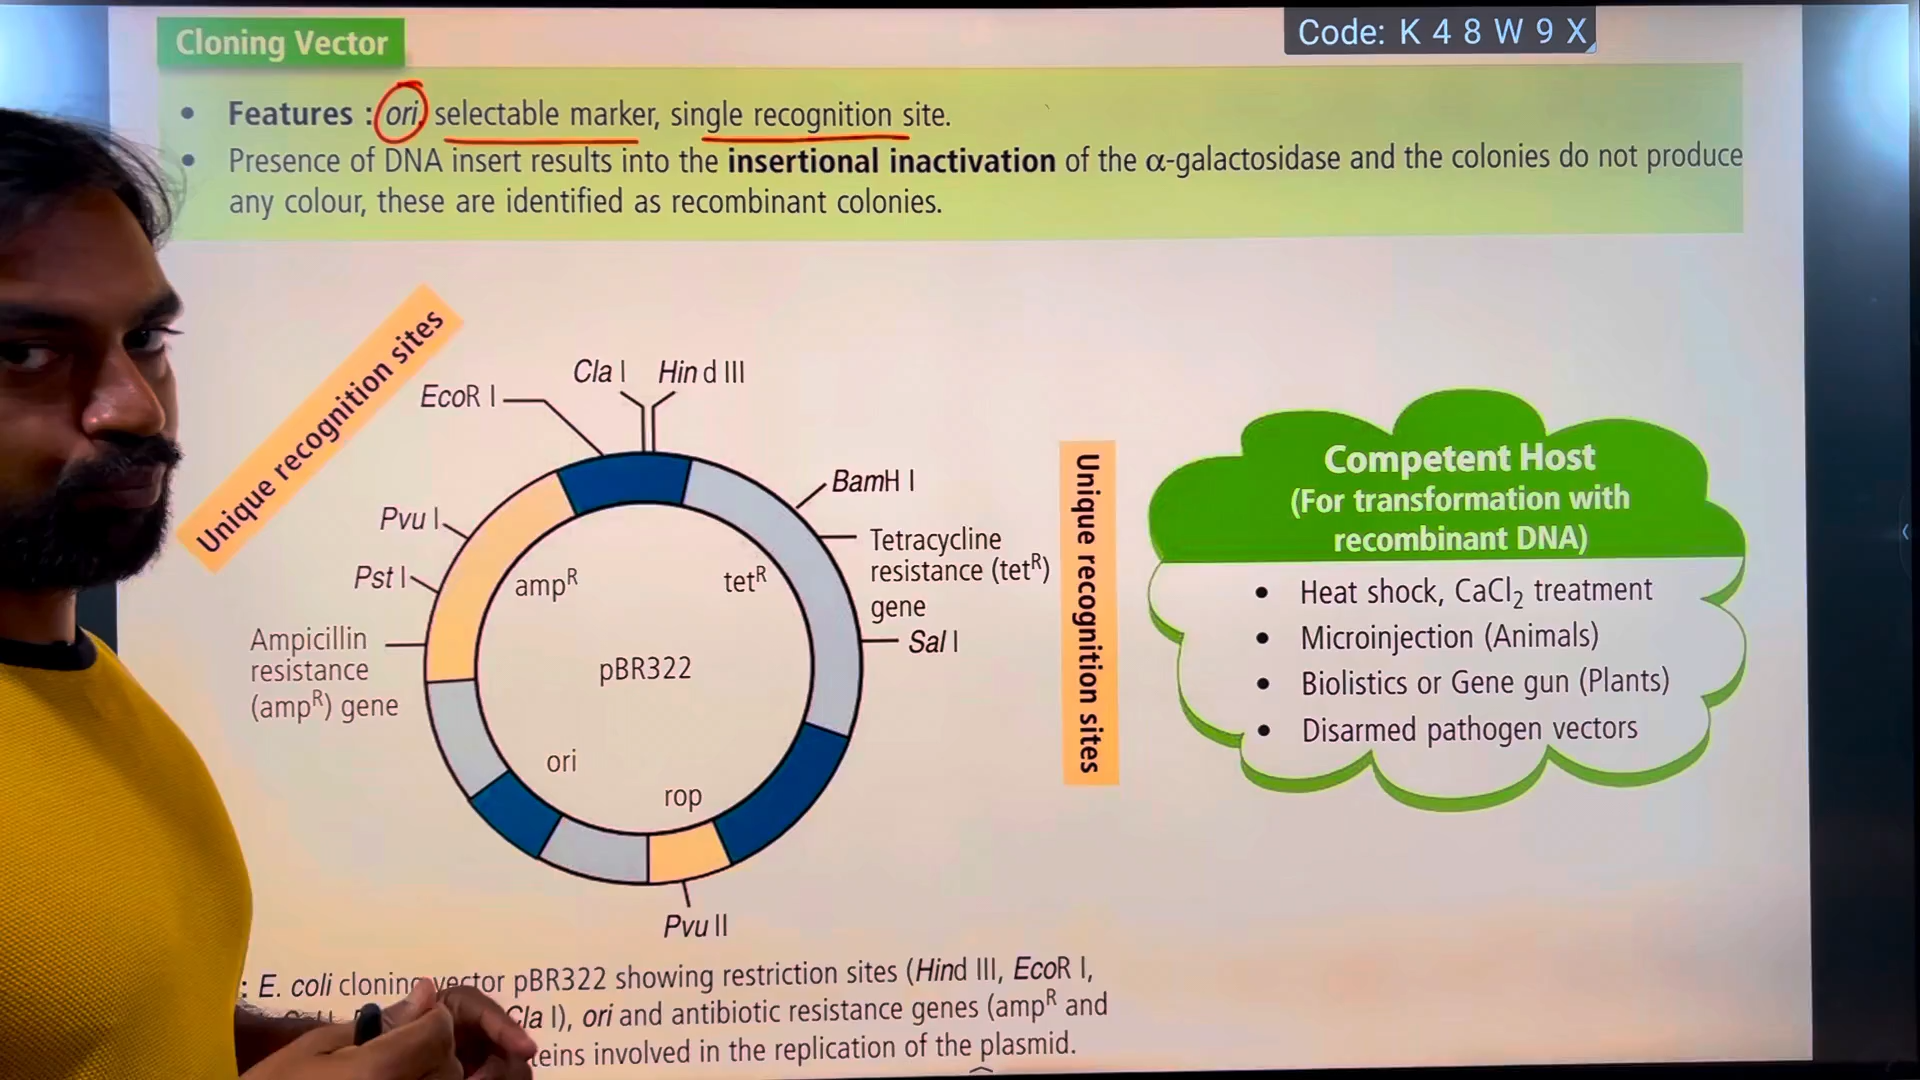 Cloning Vector
Code: K 4 8 W 9 X
• Features : ori, selectable marker, single recognition site.
• Presence of DNA insert results into the insertional inactivation of the α-galactosidase and the colonies do not produce
any colour, these are identified as recombinant colonies.
Unique recognition sites
EcoR I
Cla I
Hin d III
BamH I
Pvu I
Pst I
Tetracycline
resistance (tetᴿ)
gene
Sal I
Ampicillin
resistance
(ampᴿ) gene
ampᴿ
tetᴿ
pBR322
ori
rop
Pvu II
Unique recognition sites
Competent Host
(For transformation with
recombinant DNA)
• Heat shock, CaCl₂ treatment
• Microinjection (Animals)
• Biolistics or Gene gun (Plants)
• Disarmed pathogen vectors
: E. coli cloning vector pBR322 showing restriction sites (Hind III, EcoR I,
Cla I), ori and antibiotic resistance genes (ampᴿ and
involved in the replication of the plasmid.